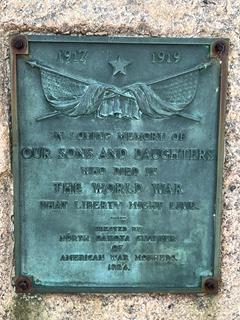 1917 1919
IN LOVING MEMORY OF
OUR SONS AND DAUGHTERS
WHO DIED IN
THE WORLD WAR
THAT LIBERTY MIGHT LIVE.
ERECTED BY
NORTH DAKOTA CHAPTER
OF
AMERICAN WAR MOTHERS.